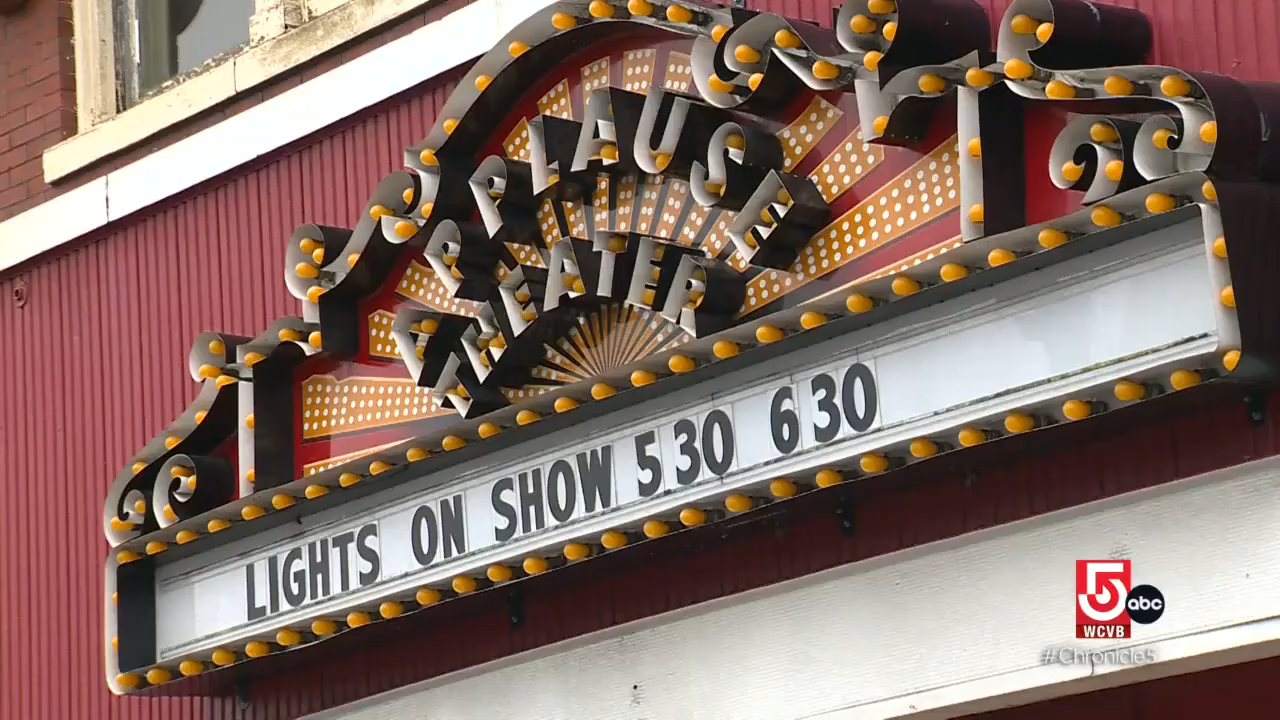 PLAUSE
THEATER
LIGHTS ON SHOW 530 630
5 abc
WCVB
#Chronicle5